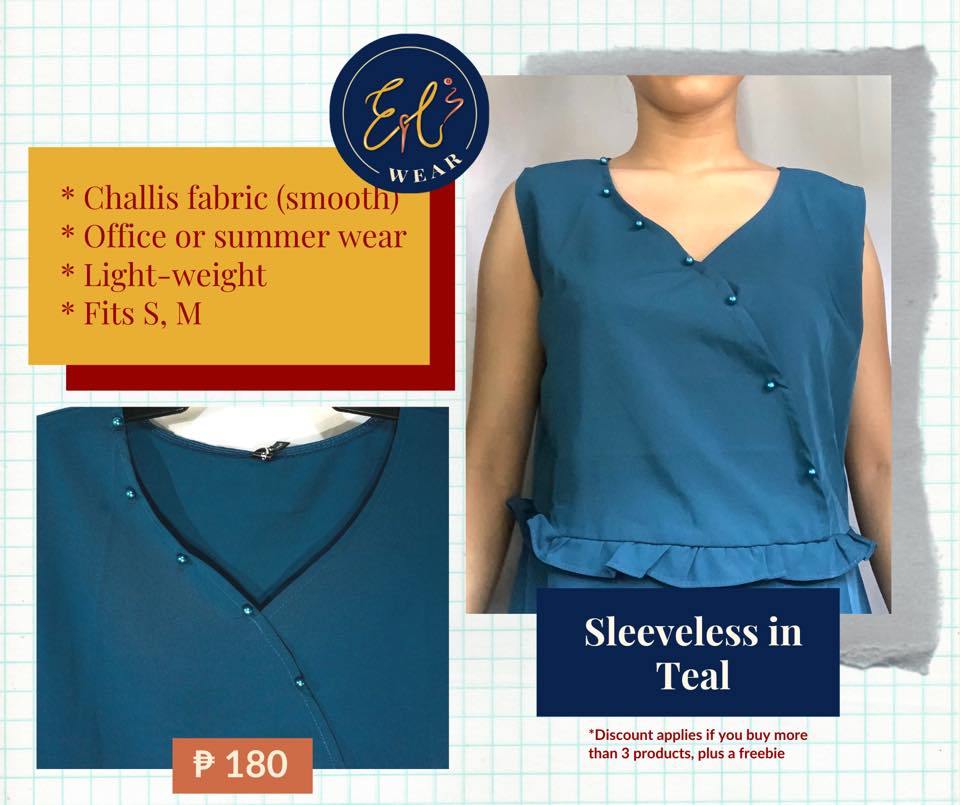 Erl's
WEAR
* Challis fabric (smooth)
* Office or summer wear
* Light-weight
* Fits S, M
Sleeveless in
Teal
*Discount applies if you buy more
than 3 products, plus a freebie
₱ 180